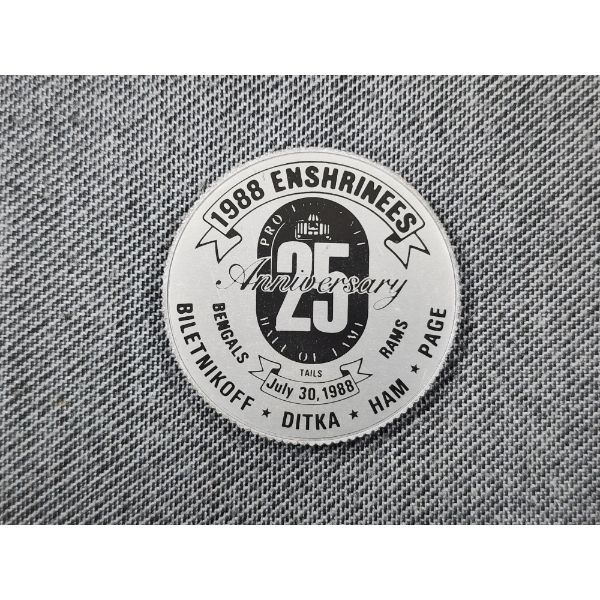 1988 ENSHRINEES
PRO
25
Anniversary
HALL OF FAME
BENGALS
RAMS
TAILS
July 30, 1988
BILETNIKOFF ★ DITKA ★ HAM ★ PAGE